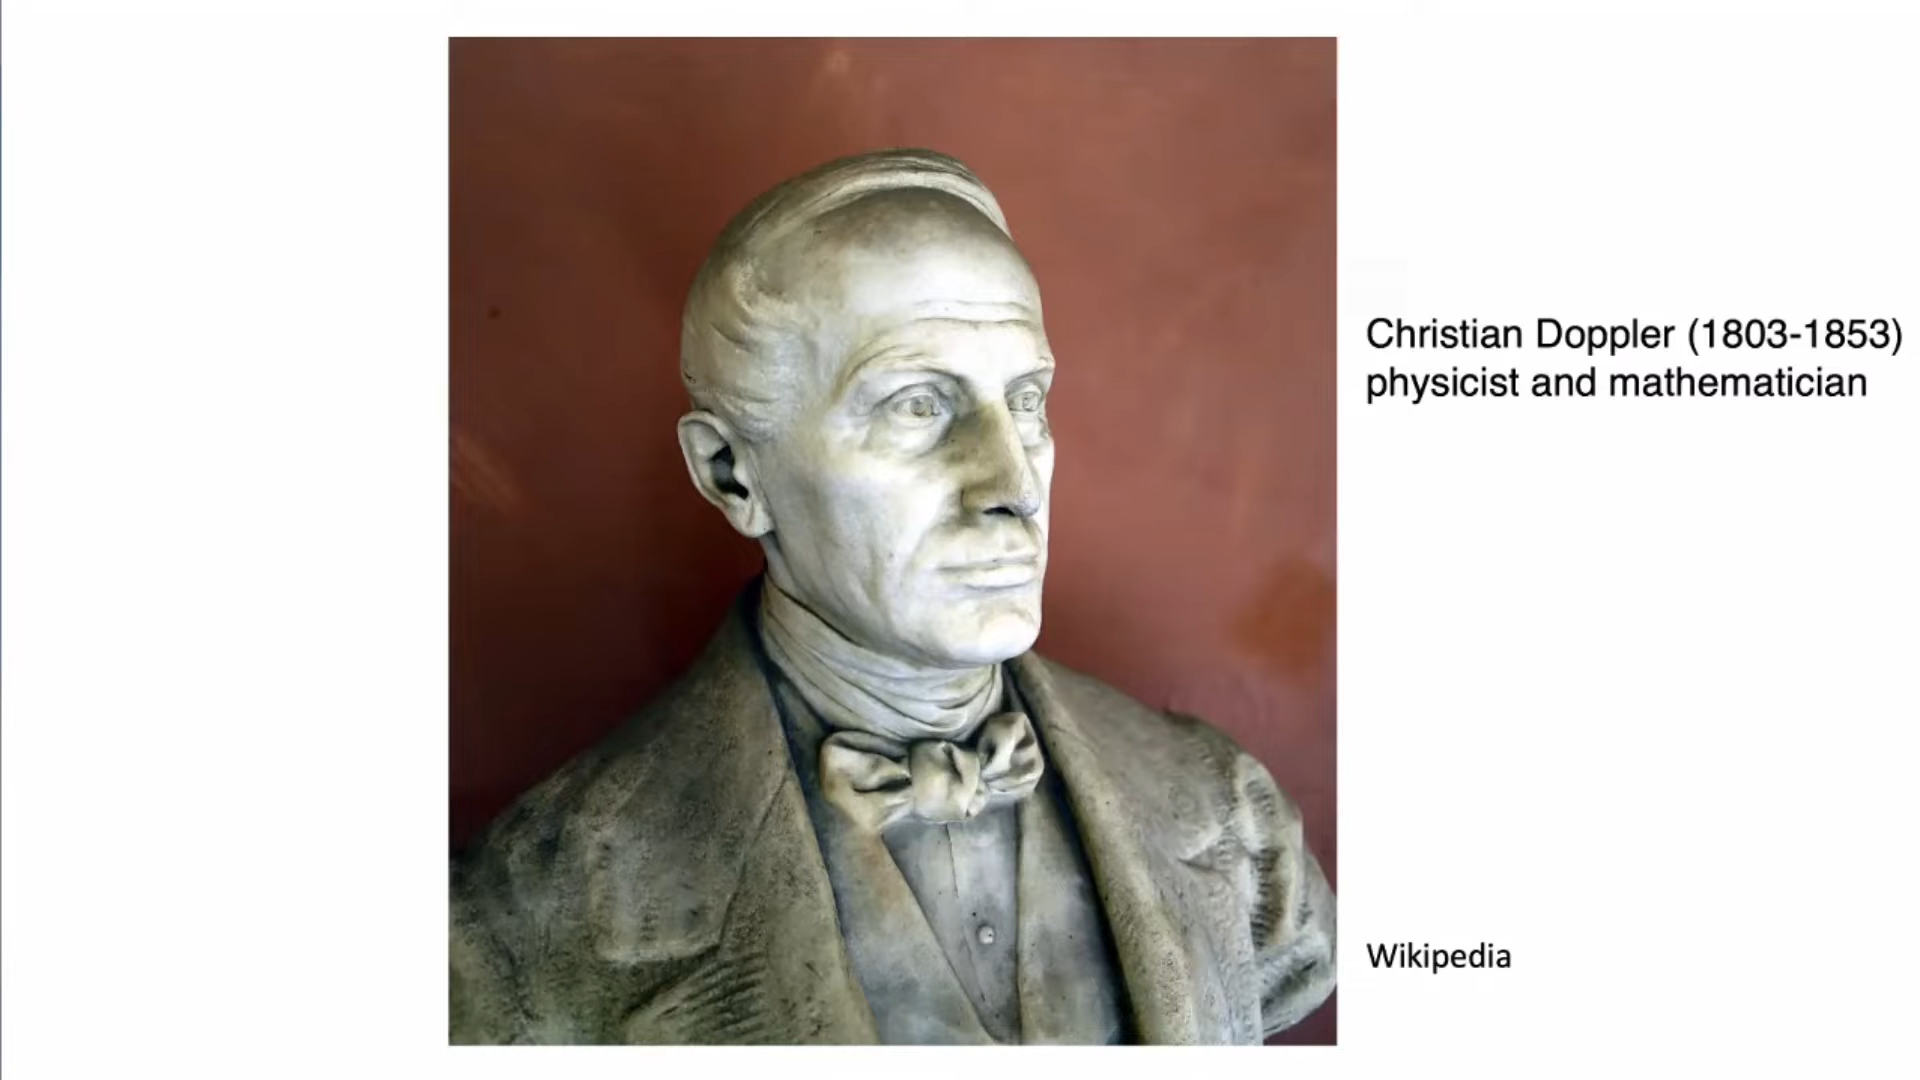 Christian Doppler (1803-1853)
physicist and mathematician
Wikipedia